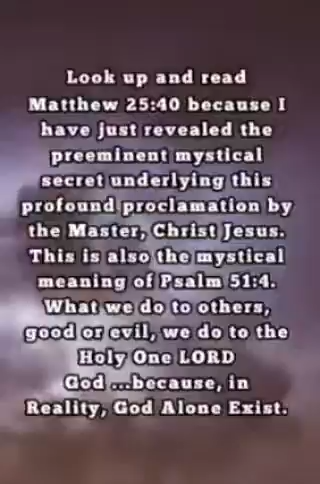 Look up and read
Matthew 25:40 because I
have just revealed the
preeminent mystical
secret underlying this
profound proclamation by
the Master, Christ Jesus.
This is also the mystical
meaning of Psalm 51:4.
What we do to others,
good or evil, we do to the
Holy One LORD
God ...because, in
Reality, God Alone Exist.